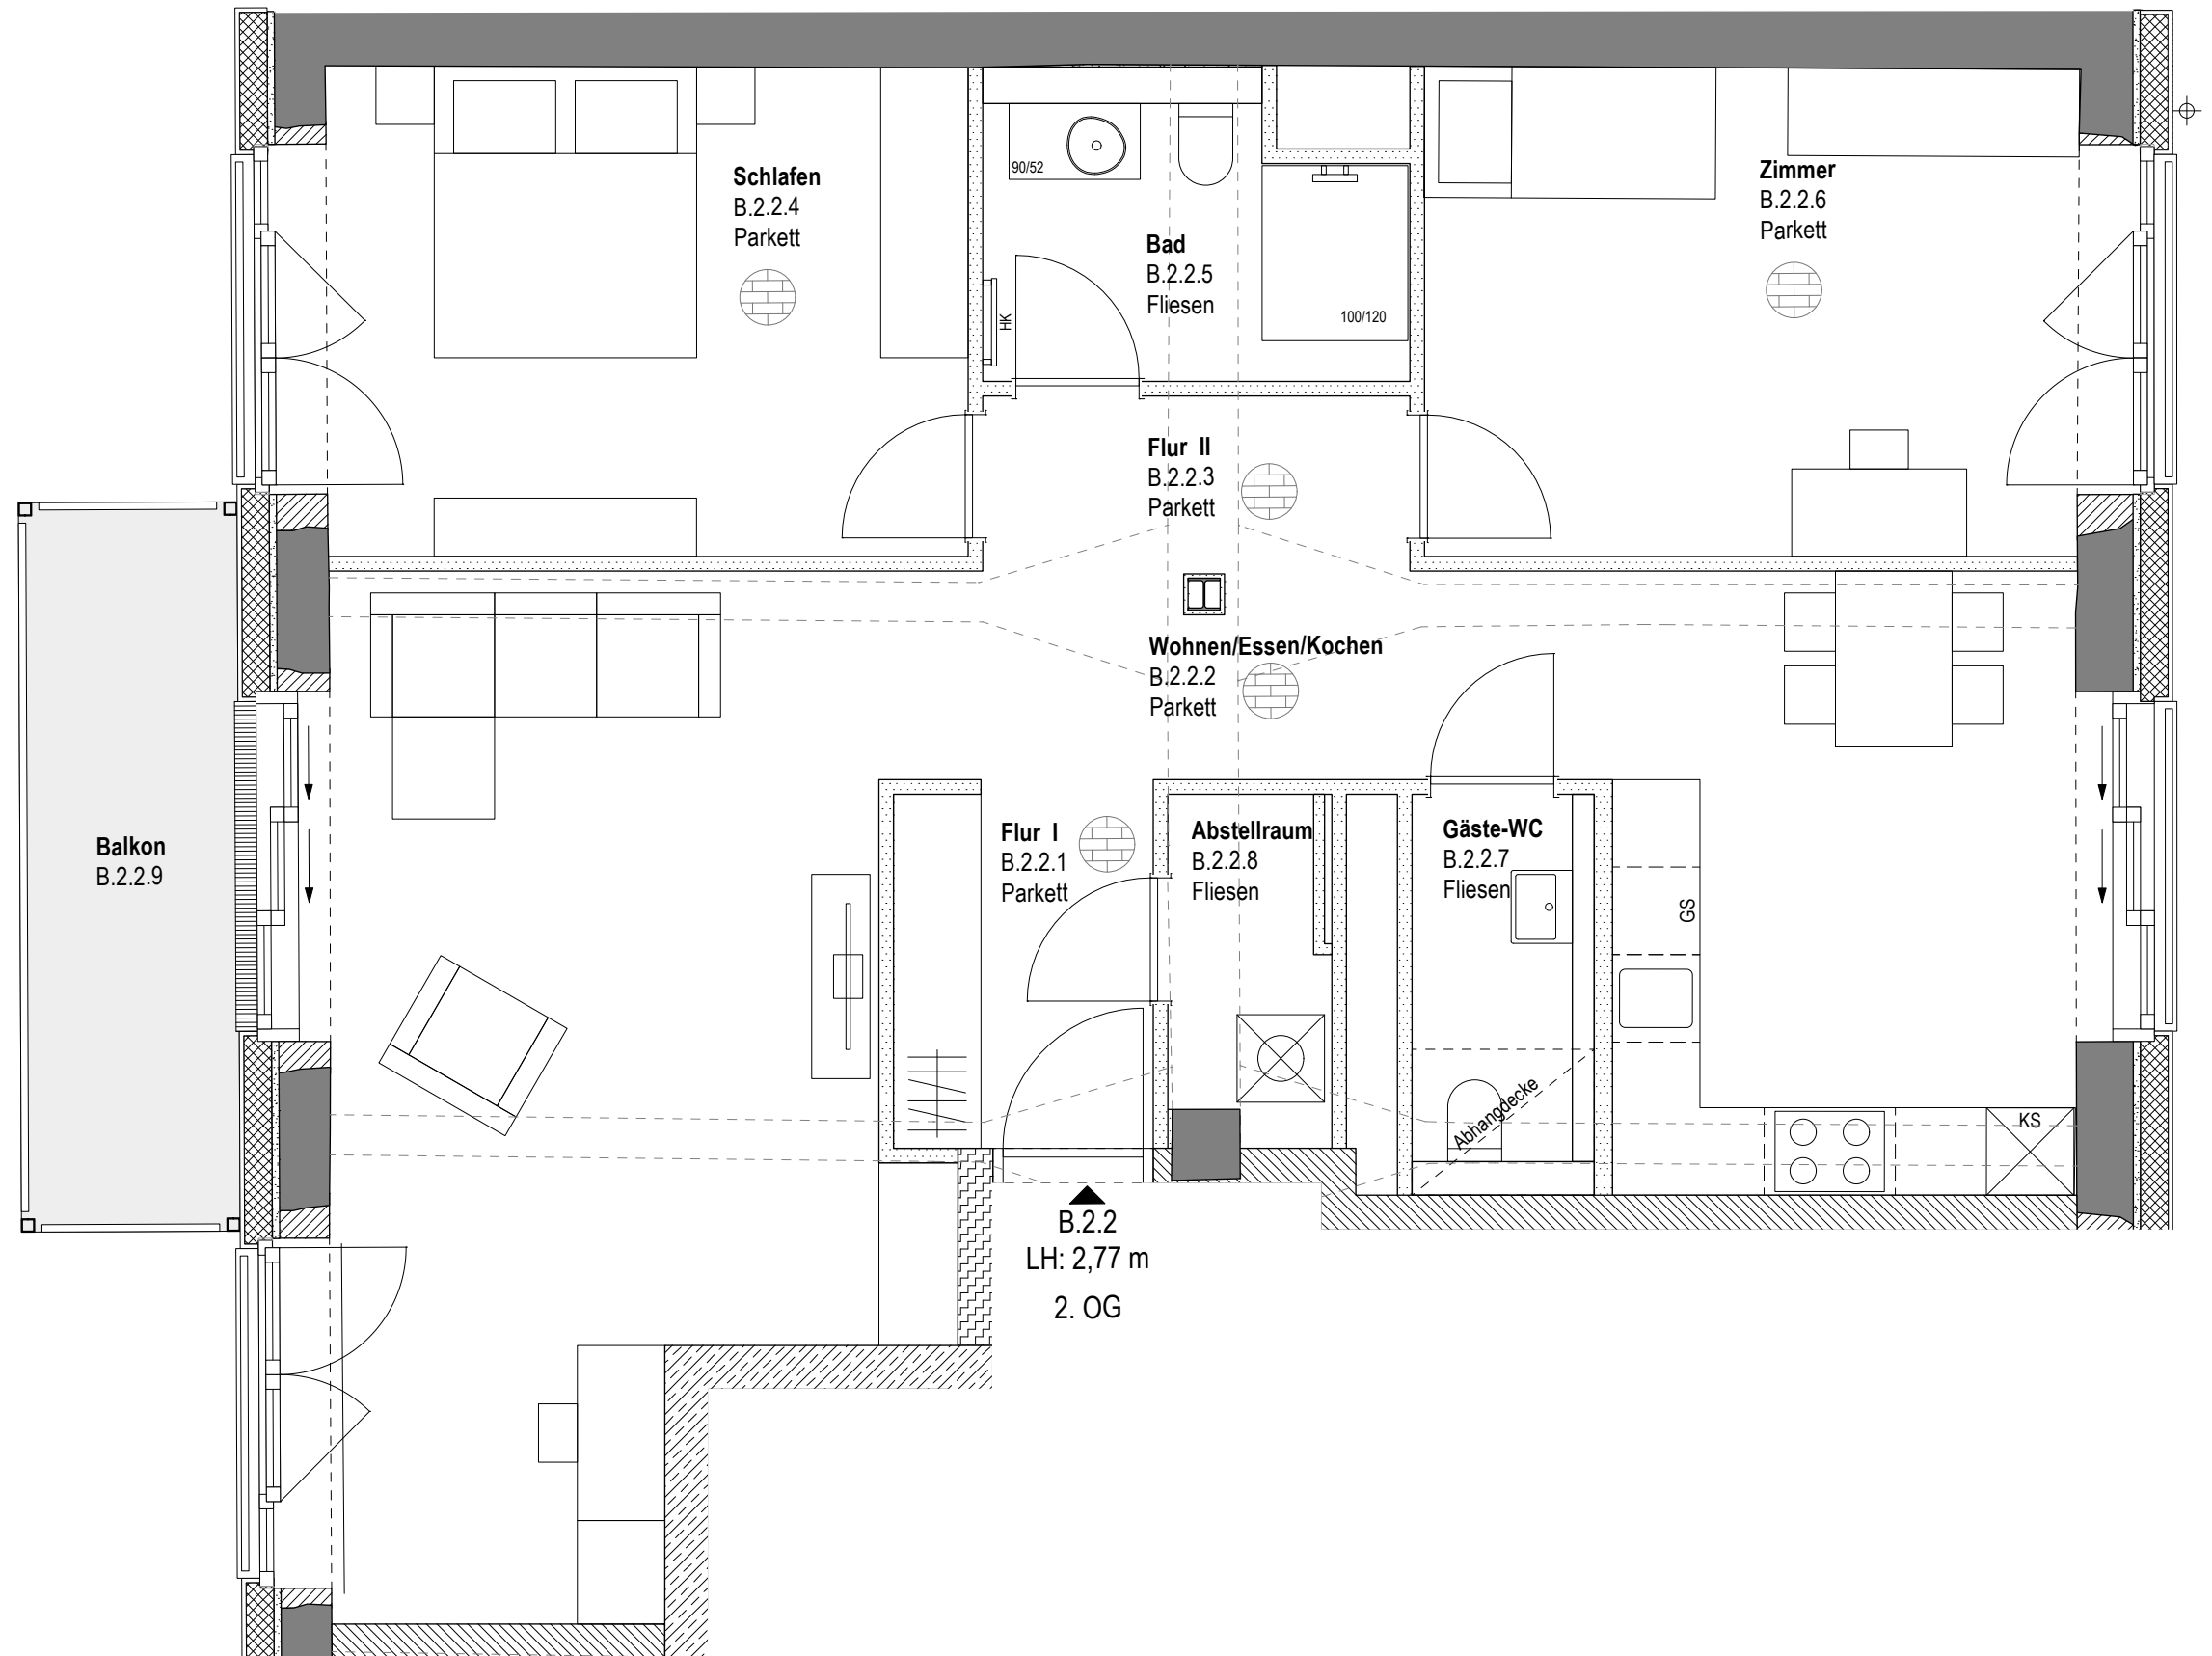 Schlafen
B.2.2.4
Parkett
90/52
HK
Bad
B.2.2.5
Fliesen
100/120
Zimmer
B.2.2.6
Parkett
Flur II
B.2.2.3
Parkett
Wohnen/Essen/Kochen
B.2.2.2
Parkett
Balkon
B.2.2.9
Flur I
B.2.2.1
Parkett
Abstellraum
B.2.2.8
Fliesen
Gäste-WC
B.2.2.7
Fliesen
GS
Abhangdecke
KS
B.2.2
LH: 2,77 m
2. OG